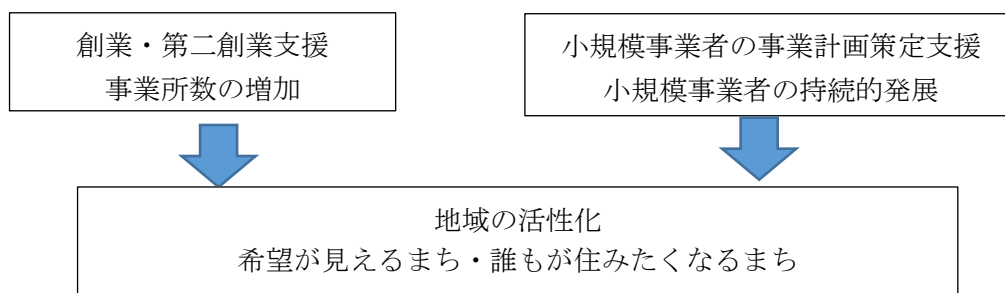 創業・第二創業支援
事業所数の増加
小規模事業者の事業計画策定支援
小規模事業者の持続的発展
地域の活性化
希望が見えるまち・誰もが住みたくなるまち